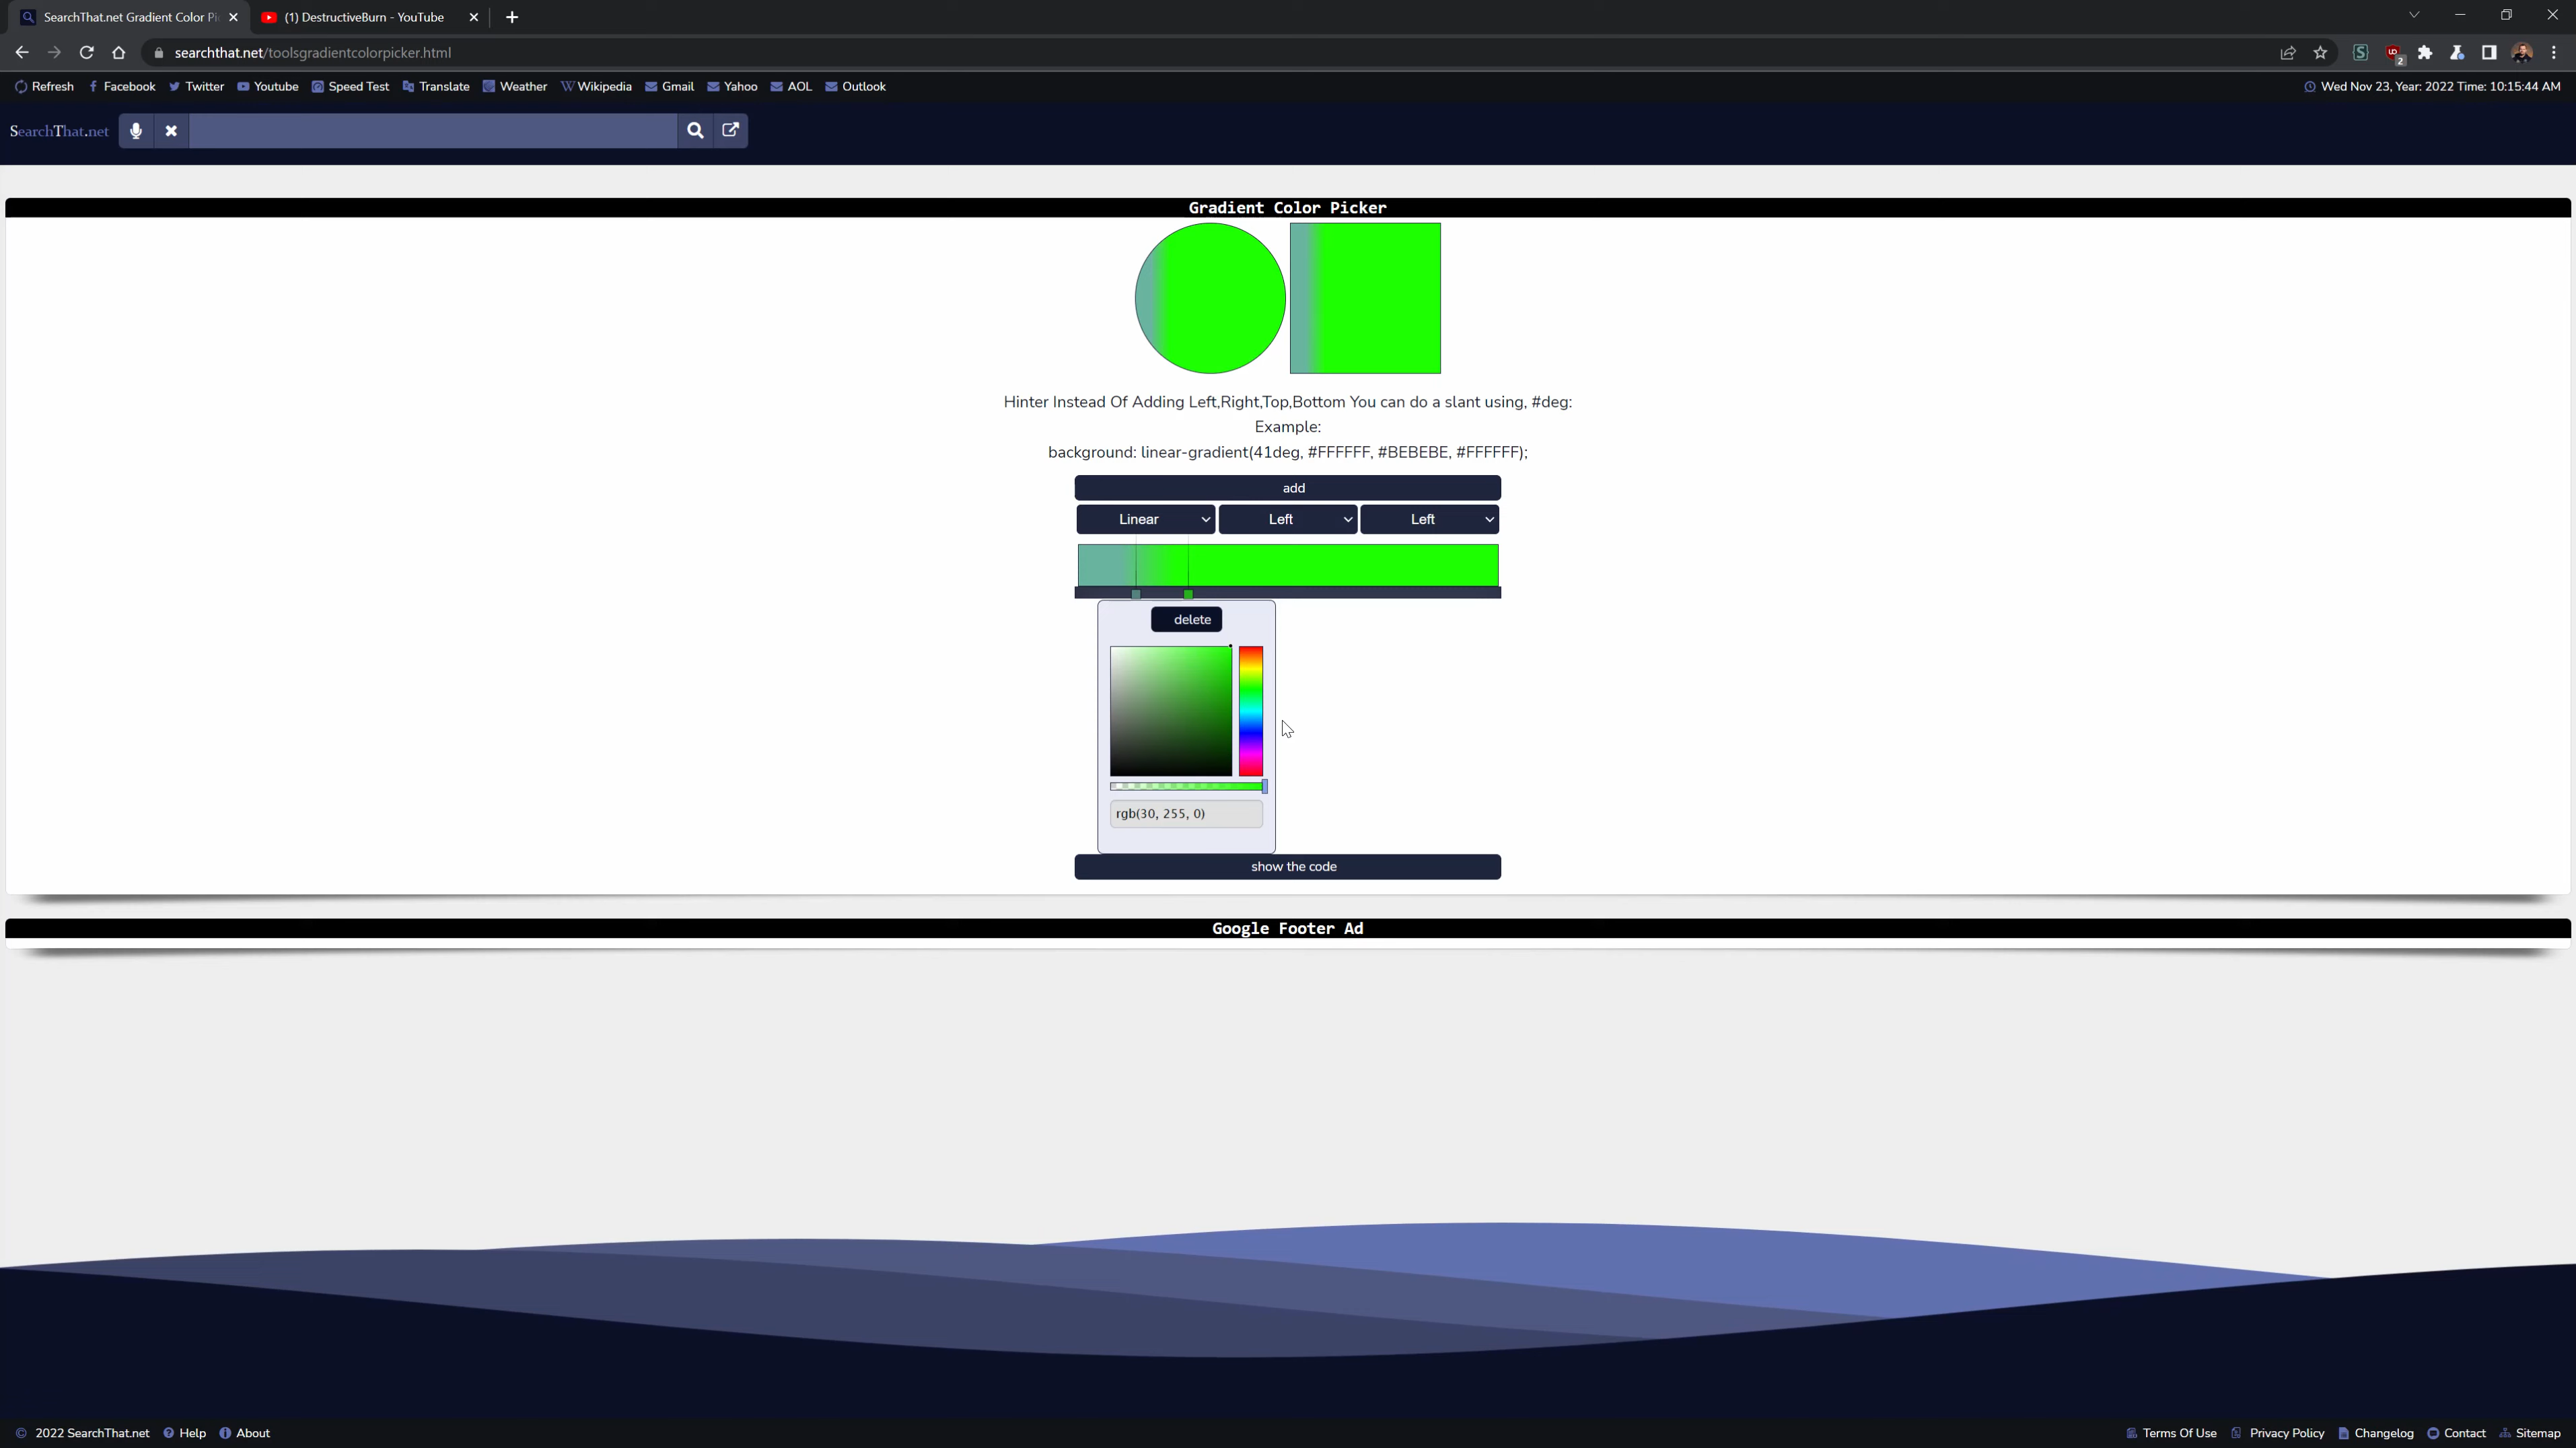 SearchThat.net Gradient Color Pi
(1) DestructiveBurn - YouTube
searchthat.net/toolsgradientcolorpicker.html
2
Refresh Facebook Twitter Youtube Speed Test Translate Weather Wikipedia Gmail Yahoo AOL Outlook
Wed Nov 23, Year: 2022 Time: 10:15:44 AM
SearchThat.net
Gradient Color Picker
Hinter Instead Of Adding Left,Right,Top,Bottom You can do a slant using, #deg:
Example:
background: linear-gradient(41deg, #FFFFFF, #BEBEBE, #FFFFFF);
add
Linear Left Left
delete
rgb(30, 255, 0)
show the code
Google Footer Ad
© 2022 SearchThat.net Help About
Terms Of Use Privacy Policy Changelog Contact Sitemap